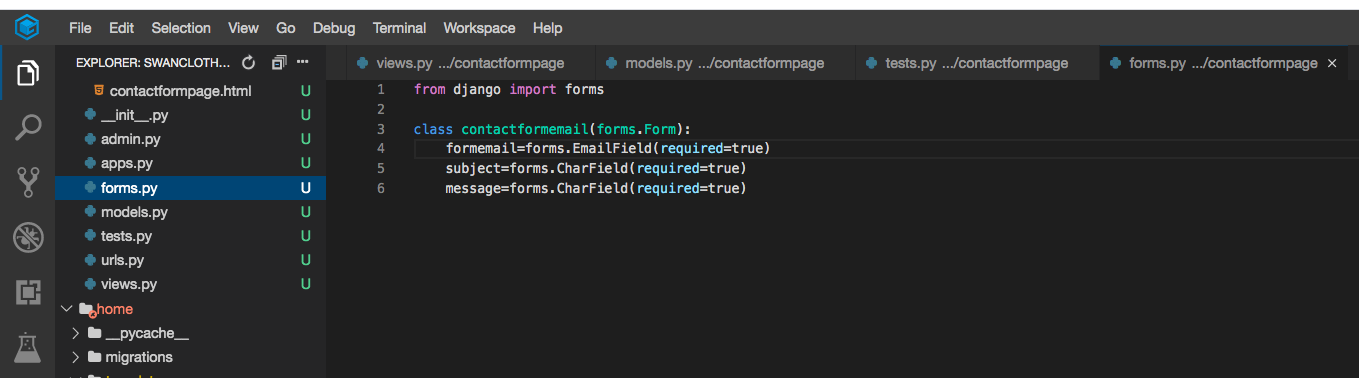 File Edit Selection View Go Debug Terminal Workspace Help
EXPLORER: SWANCLOTH... 
views.py .../contactformpage models.py .../contactformpage tests.py .../contactformpage forms.py .../contactformpage ×
contactformpage.html U
__init__.py U
admin.py U
apps.py U
forms.py U
models.py U
tests.py U
urls.py U
views.py U
home
__pycache__
migrations
1 from django import forms
2
3 class contactformemail(forms.Form):
4 formemail=forms.EmailField(required=true)
5 subject=forms.CharField(required=true)
6 message=forms.CharField(required=true)